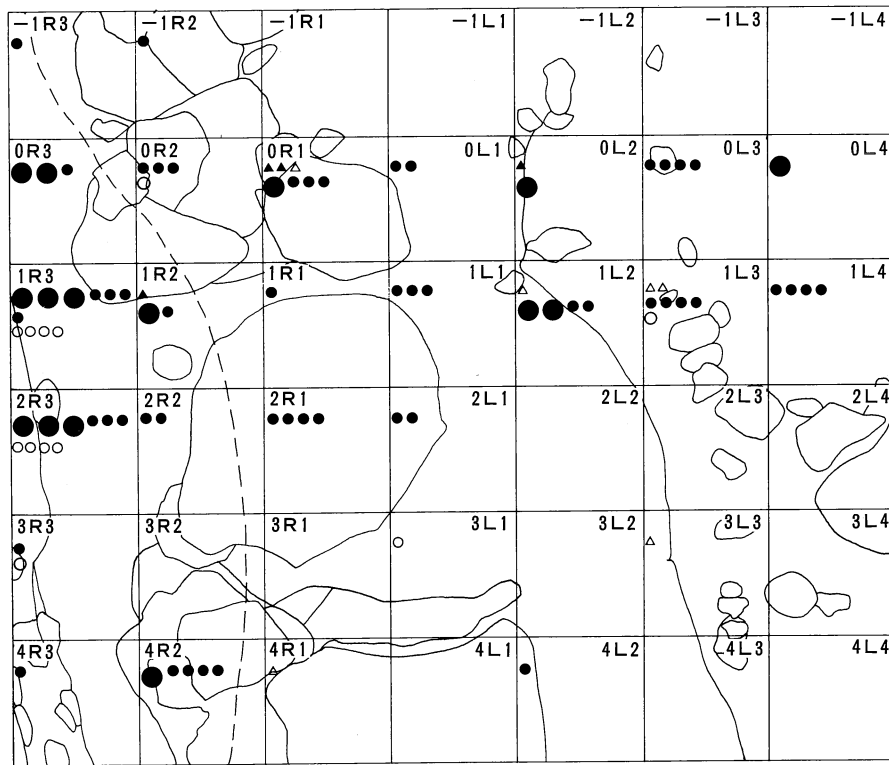 -1R3 -1R2 -1R1 -1L1 -1L2 -1L3 -1L4
0R3 0R2 0R1 0L1 0L2 0L3 0L4
1R3 1R2 1R1 1L1 1L2 1L3 1L4
2R3 2R2 2R1 2L1 2L2 2L3 2L4
3R3 3R2 3R1 3L1 3L2 3L3 3L4
4R3 4R2 4R1 4L1 4L2 4L3 4L4